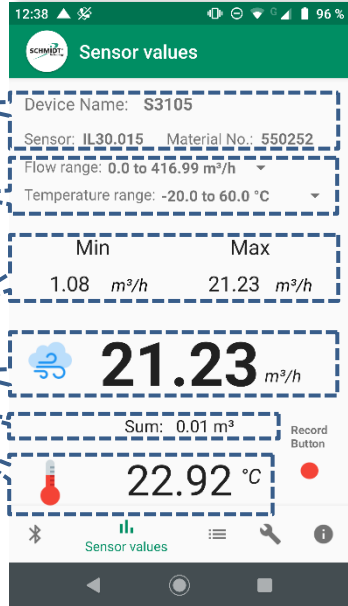 12:38
G
96 %
SCHMIDT
Technology
Sensor values
Device Name: S3105
Sensor: IL30.015 Material No.: 550252
Flow range: 0.0 to 416.99 m³/h
Temperature range: -20.0 to 60.0 °C
Min Max
1.08 m³/h 21.23 m³/h
21.23 m³/h
Sum: 0.01 m³
Record
Button
22.92 °C
Sensor values